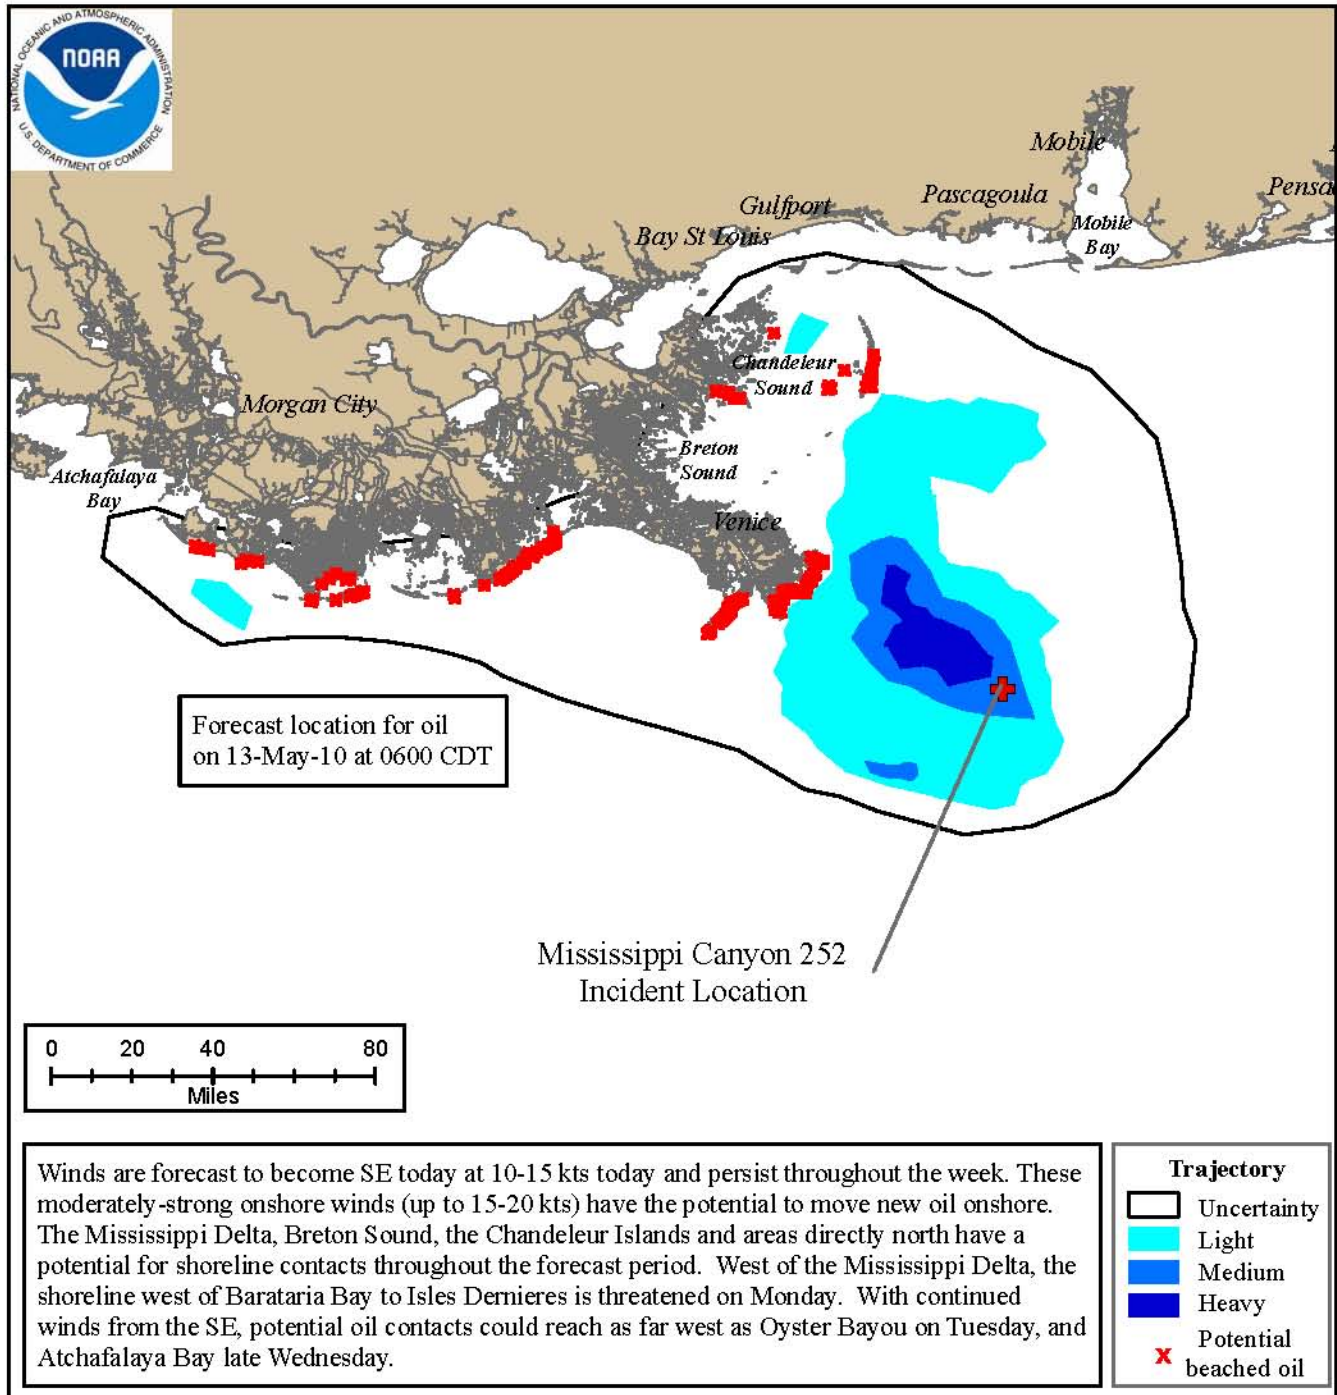 NATIONAL OCEANIC AND ATMOSPHERIC ADMINISTRATION
NOAA
U.S. DEPARTMENT OF COMMERCE
Mobile
Pascagoula
Pensa
Gulfport
Mobile
Bay
Bay St Louis
Chandeleur
Sound
Morgan City
Breton
Sound
Atchafalaya
Bay
Venice
Forecast location for oil
on 13-May-10 at 0600 CDT
Mississippi Canyon 252
Incident Location
0 20 40 80
Miles
Winds are forecast to become SE today at 10-15 kts today and persist throughout the week. These
moderately-strong onshore winds (up to 15-20 kts) have the potential to move new oil onshore.
The Mississippi Delta, Breton Sound, the Chandeleur Islands and areas directly north have a
potential for shoreline contacts throughout the forecast period. West of the Mississippi Delta, the
shoreline west of Barataria Bay to Isles Dernieres is threatened on Monday. With continued
winds from the SE, potential oil contacts could reach as far west as Oyster Bayou on Tuesday, and
Atchafalaya Bay late Wednesday.
Trajectory
Uncertainty
Light
Medium
Heavy
Potential
beached oil